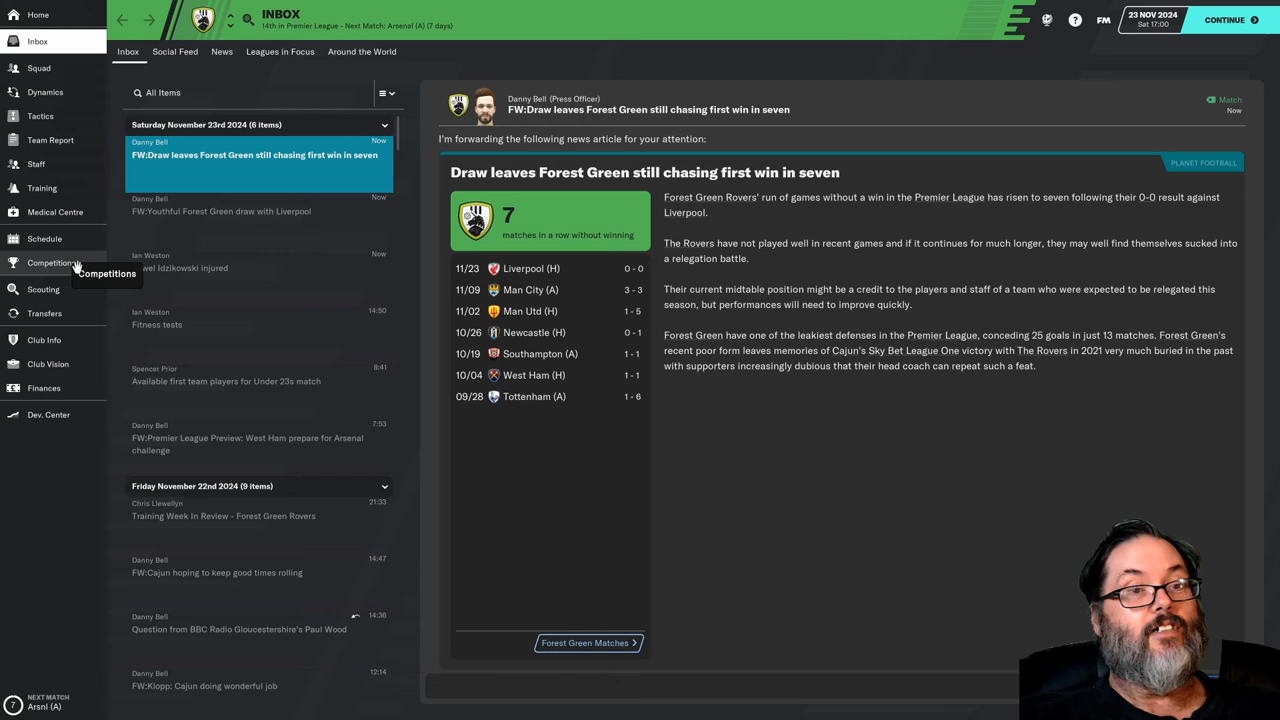 Home
Inbox
Squad
Dynamics
Tactics
Team Report
Staff
Training
Medical Centre
Schedule
Competitions
Competitions
Scouting
Transfers
Club Info
Club Vision
Finances
Dev. Center
NEXT MATCH
7
Arsnl (A)
INBOX
14th in Premier League - Next Match: Arsenal (A) (7 days)
FM
23 NOV 2024
Sat 17:00
CONTINUE
Inbox
Social Feed
News
Leagues in Focus
Around the World
All Items
Saturday November 23rd 2024 (6 items)
Danny Bell
Now
FW:Draw leaves Forest Green still chasing first win in seven
Danny Bell
Now
FW:Youthful Forest Green draw with Liverpool
Ian Weston
Now
wel Idzikowski injured
Ian Weston
14:50
Fitness tests
Spencer Prior
8:41
Available first team players for Under 23s match
Danny Bell
7:53
FW:Premier League Preview: West Ham prepare for Arsenal
challenge
Friday November 22nd 2024 (9 items)
Chris Llewellyn
21:33
Training Week In Review - Forest Green Rovers
Danny Bell
14:47
FW:Cajun hoping to keep good times rolling
Danny Bell
14:36
Question from BBC Radio Gloucestershire's Paul Wood
Danny Bell
12:14
FW:Klopp: Cajun doing wonderful job
Danny Bell (Press Officer)
FW:Draw leaves Forest Green still chasing first win in seven
Match
Now
I'm forwarding the following news article for your attention:
PLANET FOOTBALL
Draw leaves Forest Green still chasing first win in seven
7
matches in a row without winning
11/23 Liverpool (H) 0 - 0
11/09 Man City (A) 3 - 3
11/02 Man Utd (H) 1 - 5
10/26 Newcastle (H) 0 - 1
10/19 Southampton (A) 1 - 1
10/04 West Ham (H) 1 - 1
09/28 Tottenham (A) 1 - 6
Forest Green Matches
Forest Green Rovers' run of games without a win in the Premier League has risen to seven following their 0-0 result against
Liverpool.
The Rovers have not played well in recent games and if it continues for much longer, they may well find themselves sucked into
a relegation battle.
Their current midtable position might be a credit to the players and staff of a team who were expected to be relegated this
season, but performances will need to improve quickly.
Forest Green have one of the leakiest defenses in the Premier League, conceding 25 goals in just 13 matches. Forest Green's
recent poor form leaves memories of Cajun's Sky Bet League One victory with The Rovers in 2021 very much buried in the past
with supporters increasingly dubious that their head coach can repeat such a feat.